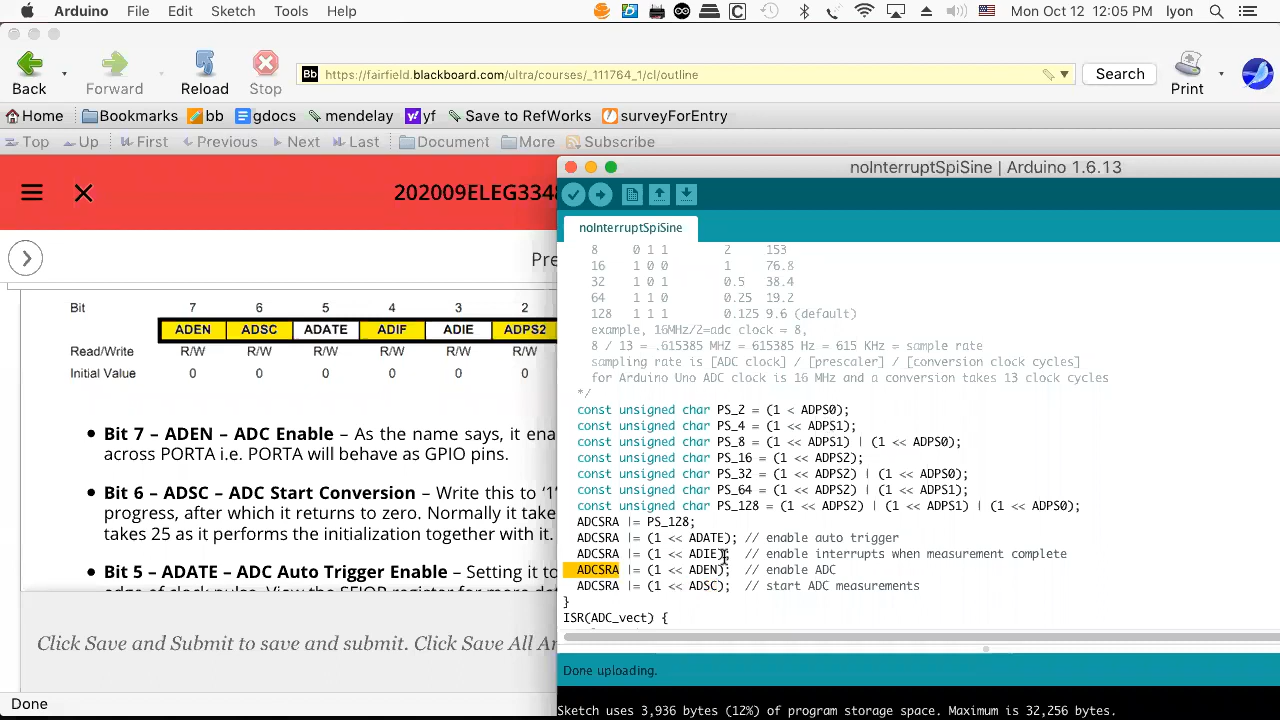 Arduino File Edit Sketch Tools Help Mon Oct 12 12:05 PM lyon
Back Forward Reload Stop Bb https://fairfield.blackboard.com/ultra/courses/_111764_1/cl/outline Search Print
Home Bookmarks bb gdocs mendelay yf Save to RefWorks surveyForEntry
Top Up First Previous Next Last Document More Subscribe
202009ELEG3348
Pre
Bit 7 6 5 4 3 2
ADEN ADSC ADATE ADIF ADIE ADPS2
Read/Write R/W R/W R/W R/W R/W R/W
Initial Value 0 0 0 0 0 0
• Bit 7 – ADEN – ADC Enable – As the name says, it ena
across PORTA i.e. PORTA will behave as GPIO pins.
• Bit 6 – ADSC – ADC Start Conversion – Write this to ‘1’
progress, after which it returns to zero. Normally it take
takes 25 as it performs the initialization together with it.
• Bit 5 – ADATE – ADC Auto Trigger Enable – Setting it to
edge of clock pulse. View the SFIOR register for more de
Click Save and Submit to save and submit. Click Save All An
Done
noInterruptSpiSine | Arduino 1.6.13
noInterruptSpiSine
8 0 1 1 2 153
16 1 0 0 1 76.8
32 1 0 1 0.5 38.4
64 1 1 0 0.25 19.2
128 1 1 1 0.125 9.6 (default)
example, 16MHz/2=adc clock = 8,
8 / 13 = .615385 MHZ = 615385 Hz = 615 KHz = sample rate
sampling rate is [ADC clock] / [prescaler] / [conversion clock cycles]
for Arduino Uno ADC clock is 16 MHz and a conversion takes 13 clock cycles
*/
const unsigned char PS_2 = (1 < ADPS0);
const unsigned char PS_4 = (1 << ADPS1);
const unsigned char PS_8 = (1 << ADPS1) | (1 << ADPS0);
const unsigned char PS_16 = (1 << ADPS2);
const unsigned char PS_32 = (1 << ADPS2) | (1 << ADPS0);
const unsigned char PS_64 = (1 << ADPS2) | (1 << ADPS1);
const unsigned char PS_128 = (1 << ADPS2) | (1 << ADPS1) | (1 << ADPS0);
ADCSRA |= PS_128;
ADCSRA |= (1 << ADATE); // enable auto trigger
ADCSRA |= (1 << ADIE); // enable interrupts when measurement complete
ADCSRA |= (1 << ADEN); // enable ADC
ADCSRA |= (1 << ADSC); // start ADC measurements
}
ISR(ADC_vect) {
Done uploading.
Sketch uses 3,936 bytes (12%) of program storage space. Maximum is 32,256 bytes.